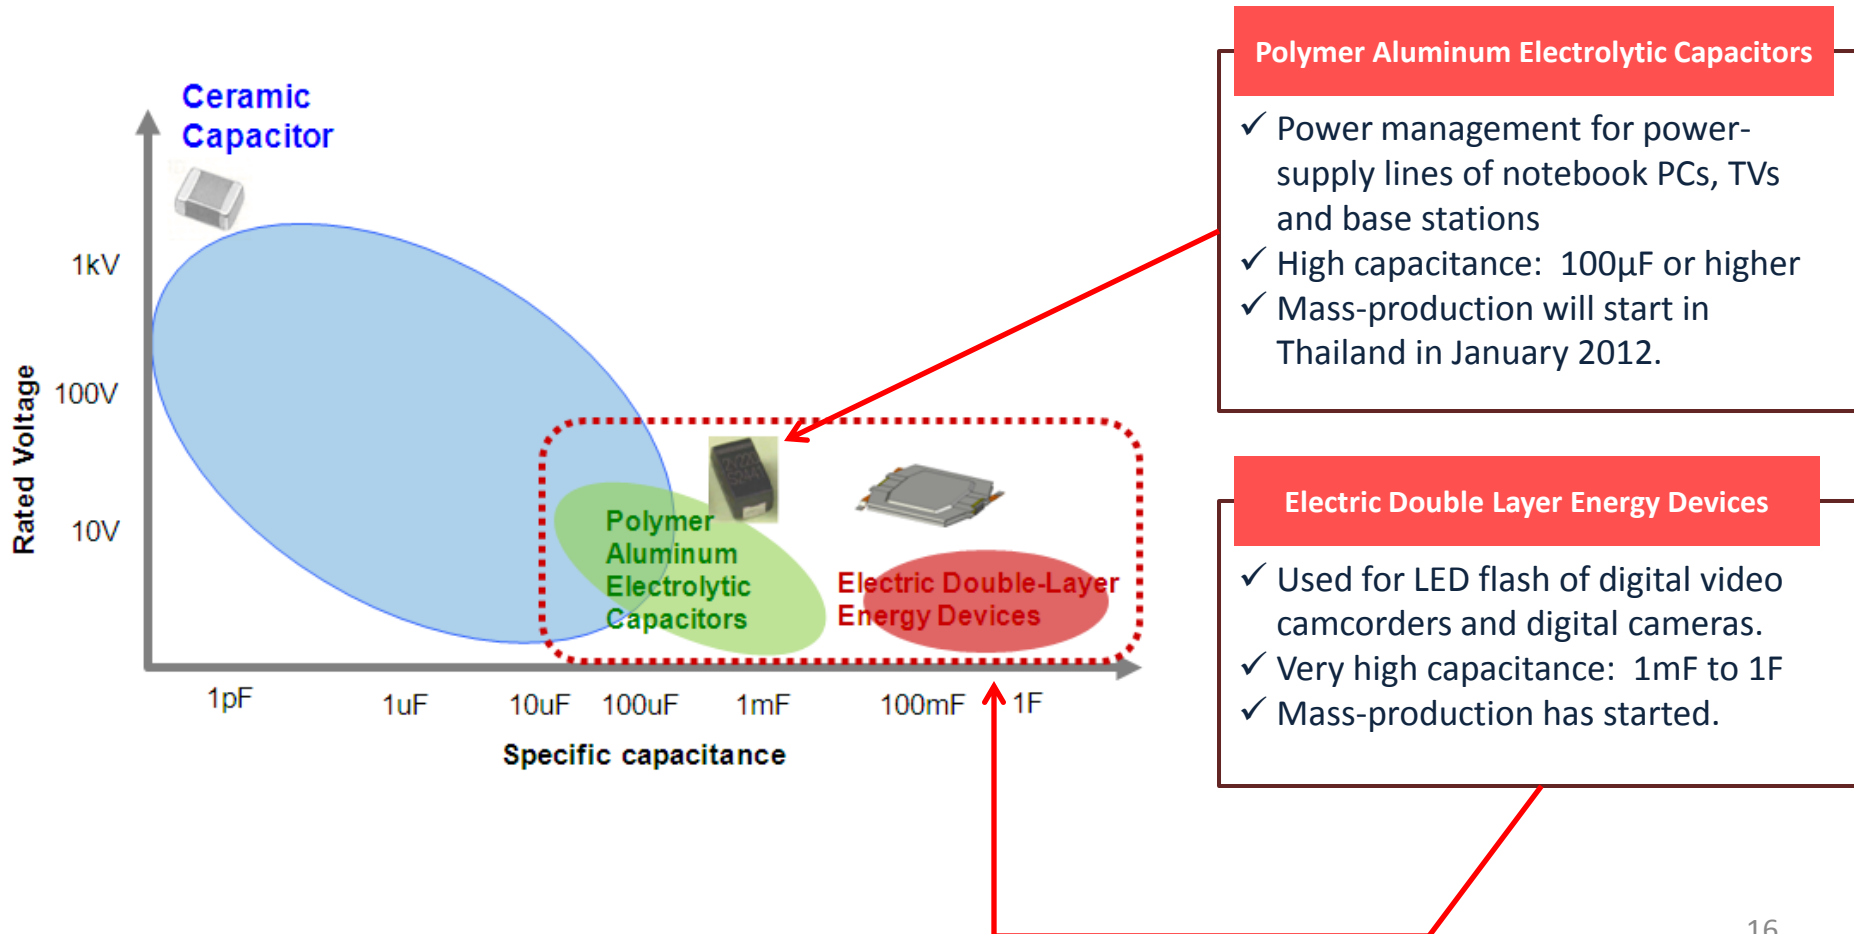 Ceramic
Capacitor
Rated Voltage
1kV
100V
10V
Polymer
Aluminum
Electrolytic
Capacitors
Electric Double-Layer
Energy Devices
1pF
1uF
10uF
100uF
1mF
100mF
1F
Specific capacitance
Polymer Aluminum Electrolytic Capacitors
✓ Power management for power-
supply lines of notebook PCs, TVs
and base stations
✓ High capacitance: 100µF or higher
✓ Mass-production will start in
Thailand in January 2012.
Electric Double Layer Energy Devices
✓ Used for LED flash of digital video
camcorders and digital cameras.
✓ Very high capacitance: 1mF to 1F
✓ Mass-production has started.
16